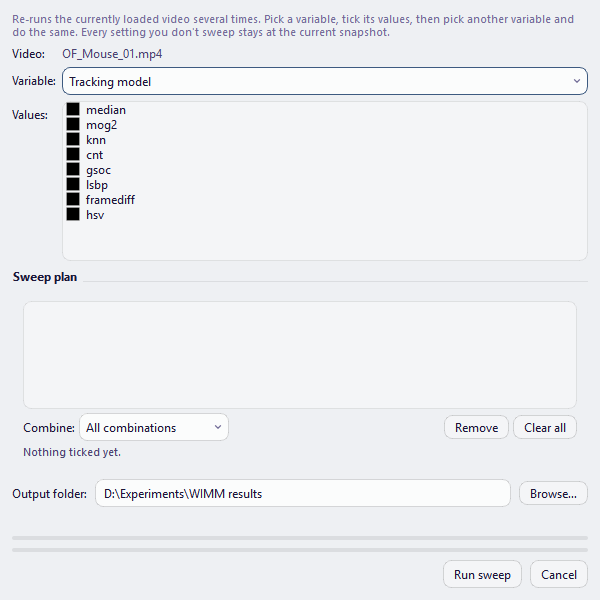 Re-runs the currently loaded video several times. Pick a variable, tick its values, then pick another variable and
do the same. Every setting you don't sweep stays at the current snapshot.
Video: OF_Mouse_01.mp4
Variable: Tracking model
Values:
median
mog2
knn
cnt
gsoc
lsbp
framediff
hsv
Sweep plan
Combine: All combinations Remove Clear all
Nothing ticked yet.
Output folder: D:\Experiments\WIMM results Browse...
Run sweep Cancel